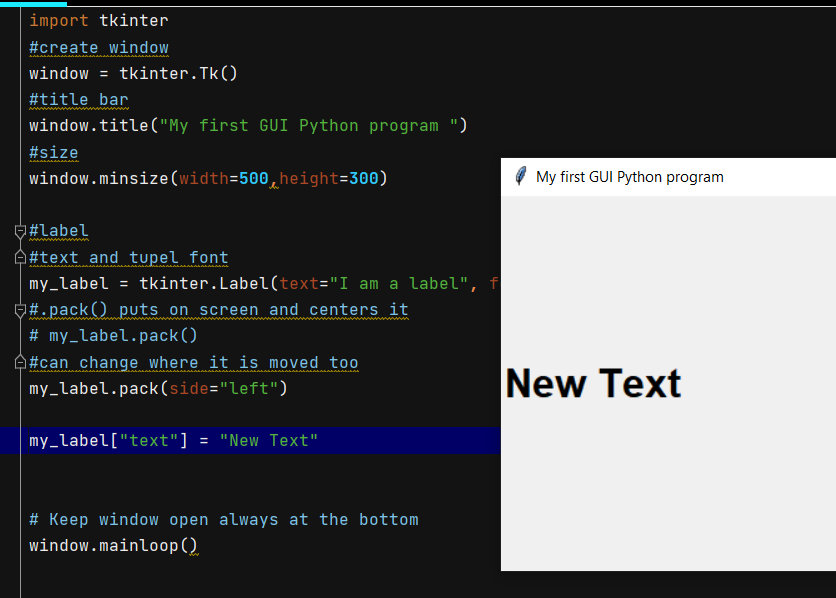 import tkinter
#create window
window = tkinter.Tk()
#title bar
window.title("My first GUI Python program ")
#size
window.minsize(width=500,height=300)
#label
#text and tupel font
my_label = tkinter.Label(text="I am a label", f
#.pack() puts on screen and centers it
# my_label.pack()
#can change where it is moved too
my_label.pack(side="left")
my_label["text"] = "New Text"
# Keep window open always at the bottom
window.mainloop()
My first GUI Python program
New Text